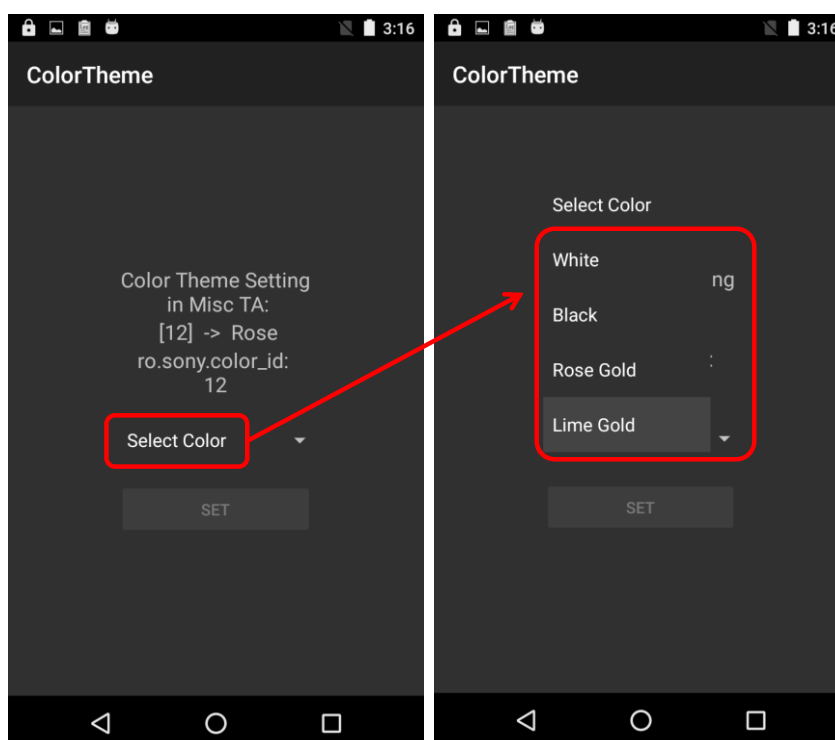 3:16
ColorTheme
Color Theme Setting
in Misc TA:
[12] -> Rose
ro.sony.color_id:
12
Select Color
SET
3:16
ColorTheme
Select Color
White
ng
Black
Rose Gold
:
Lime Gold
SET